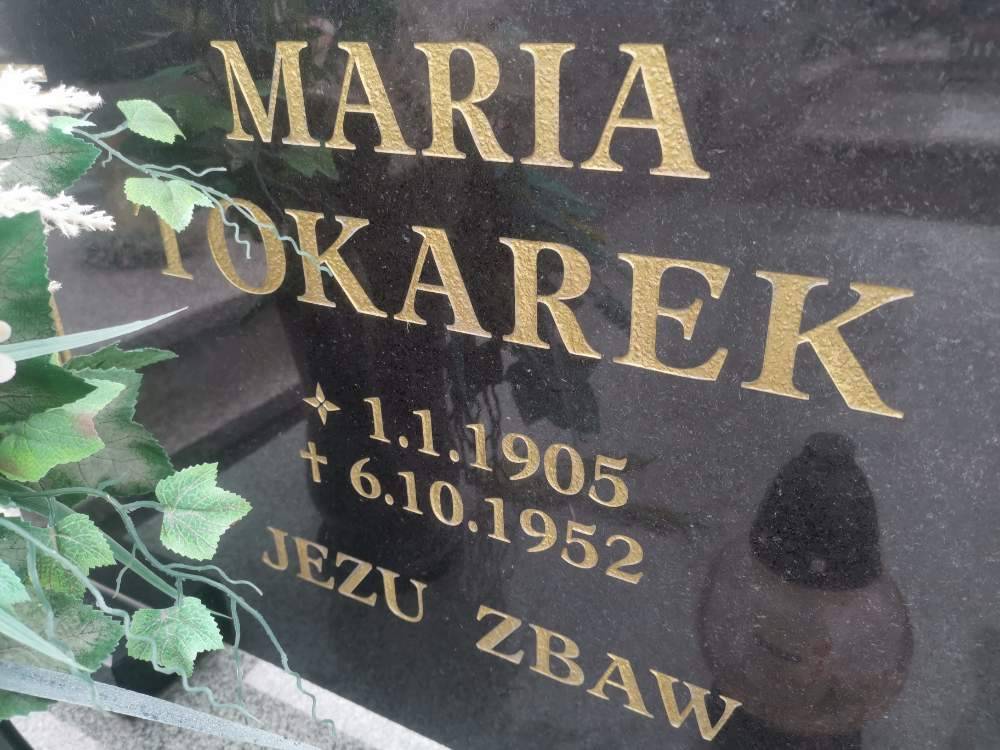 MARIA
TOKAREK
1.1.1905
6.10.1952
JEZU ZBAW